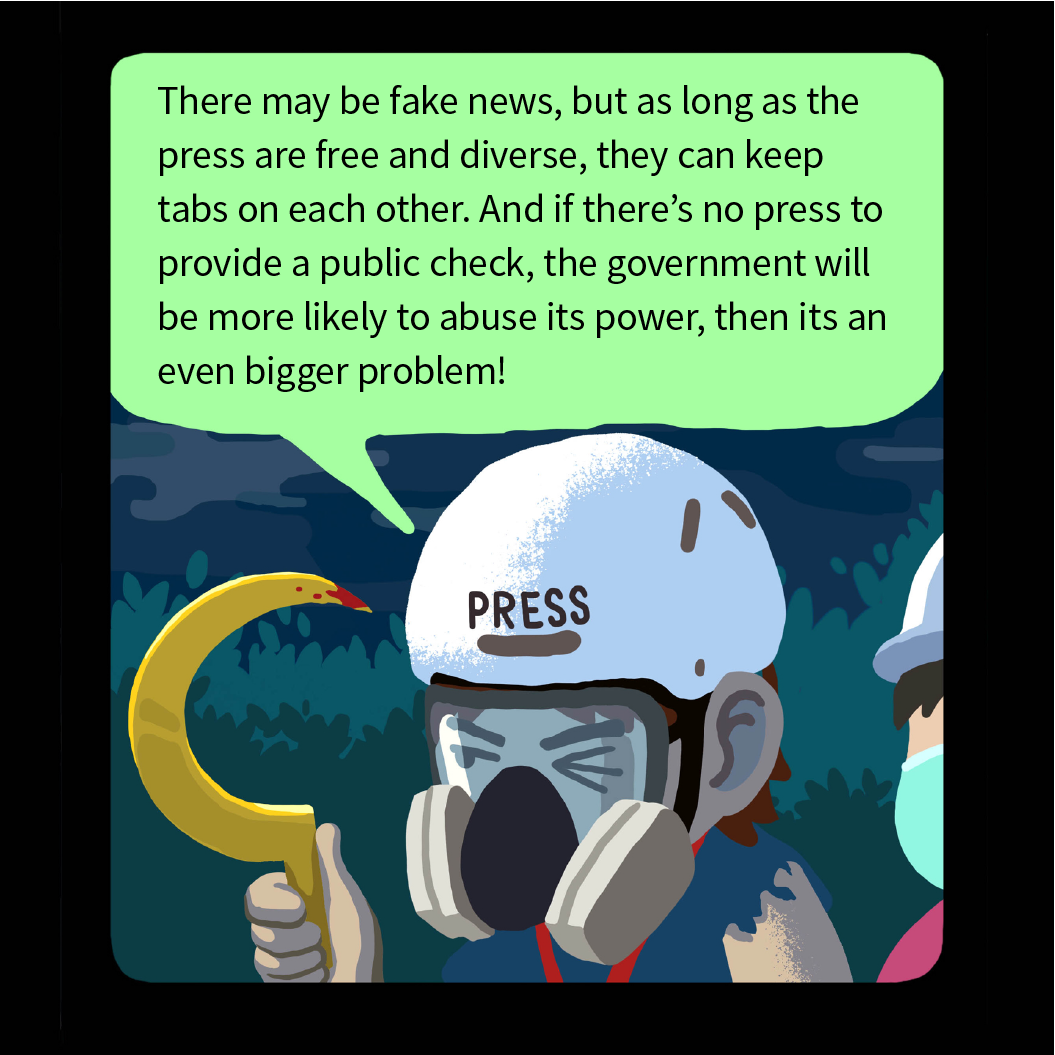 There may be fake news, but as long as the
press are free and diverse, they can keep
tabs on each other. And if there’s no press to
provide a public check, the government will
be more likely to abuse its power, then its an
even bigger problem!
PRESS